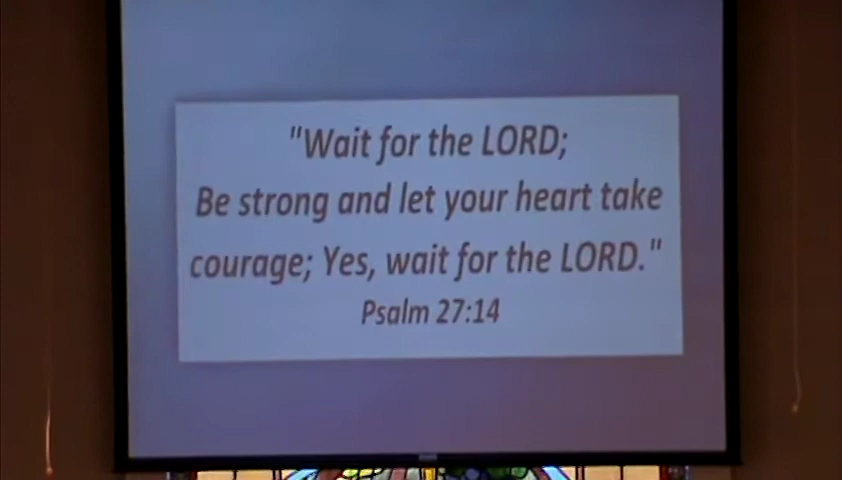 "Wait for the LORD;
Be strong and let your heart take
courage; Yes, wait for the LORD."
Psalm 27:14